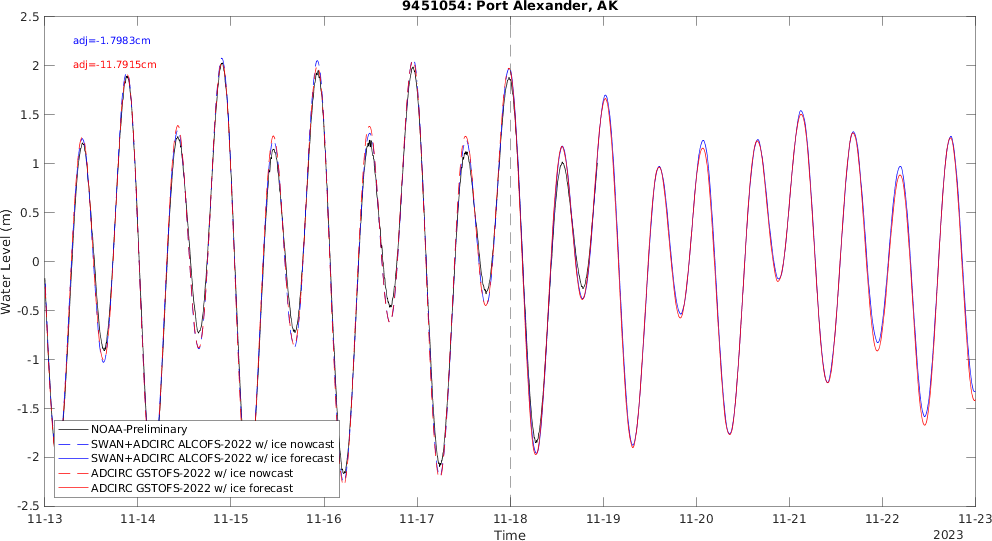 9451054: Port Alexander, AK
adj=-1.7983cm
adj=-11.7915cm
Water Level (m)
2.5
2
1.5
1
0.5
0
-0.5
-1
-1.5
-2
-2.5
NOAA-Preliminary
SWAN+ADCIRC ALCOFS-2022 w/ ice nowcast
SWAN+ADCIRC ALCOFS-2022 w/ ice forecast
ADCIRC GSTOFS-2022 w/ ice nowcast
ADCIRC GSTOFS-2022 w/ ice forecast
11-13 11-14 11-15 11-16 11-17 11-18 11-19 11-20 11-21 11-22 11-23
Time
2023